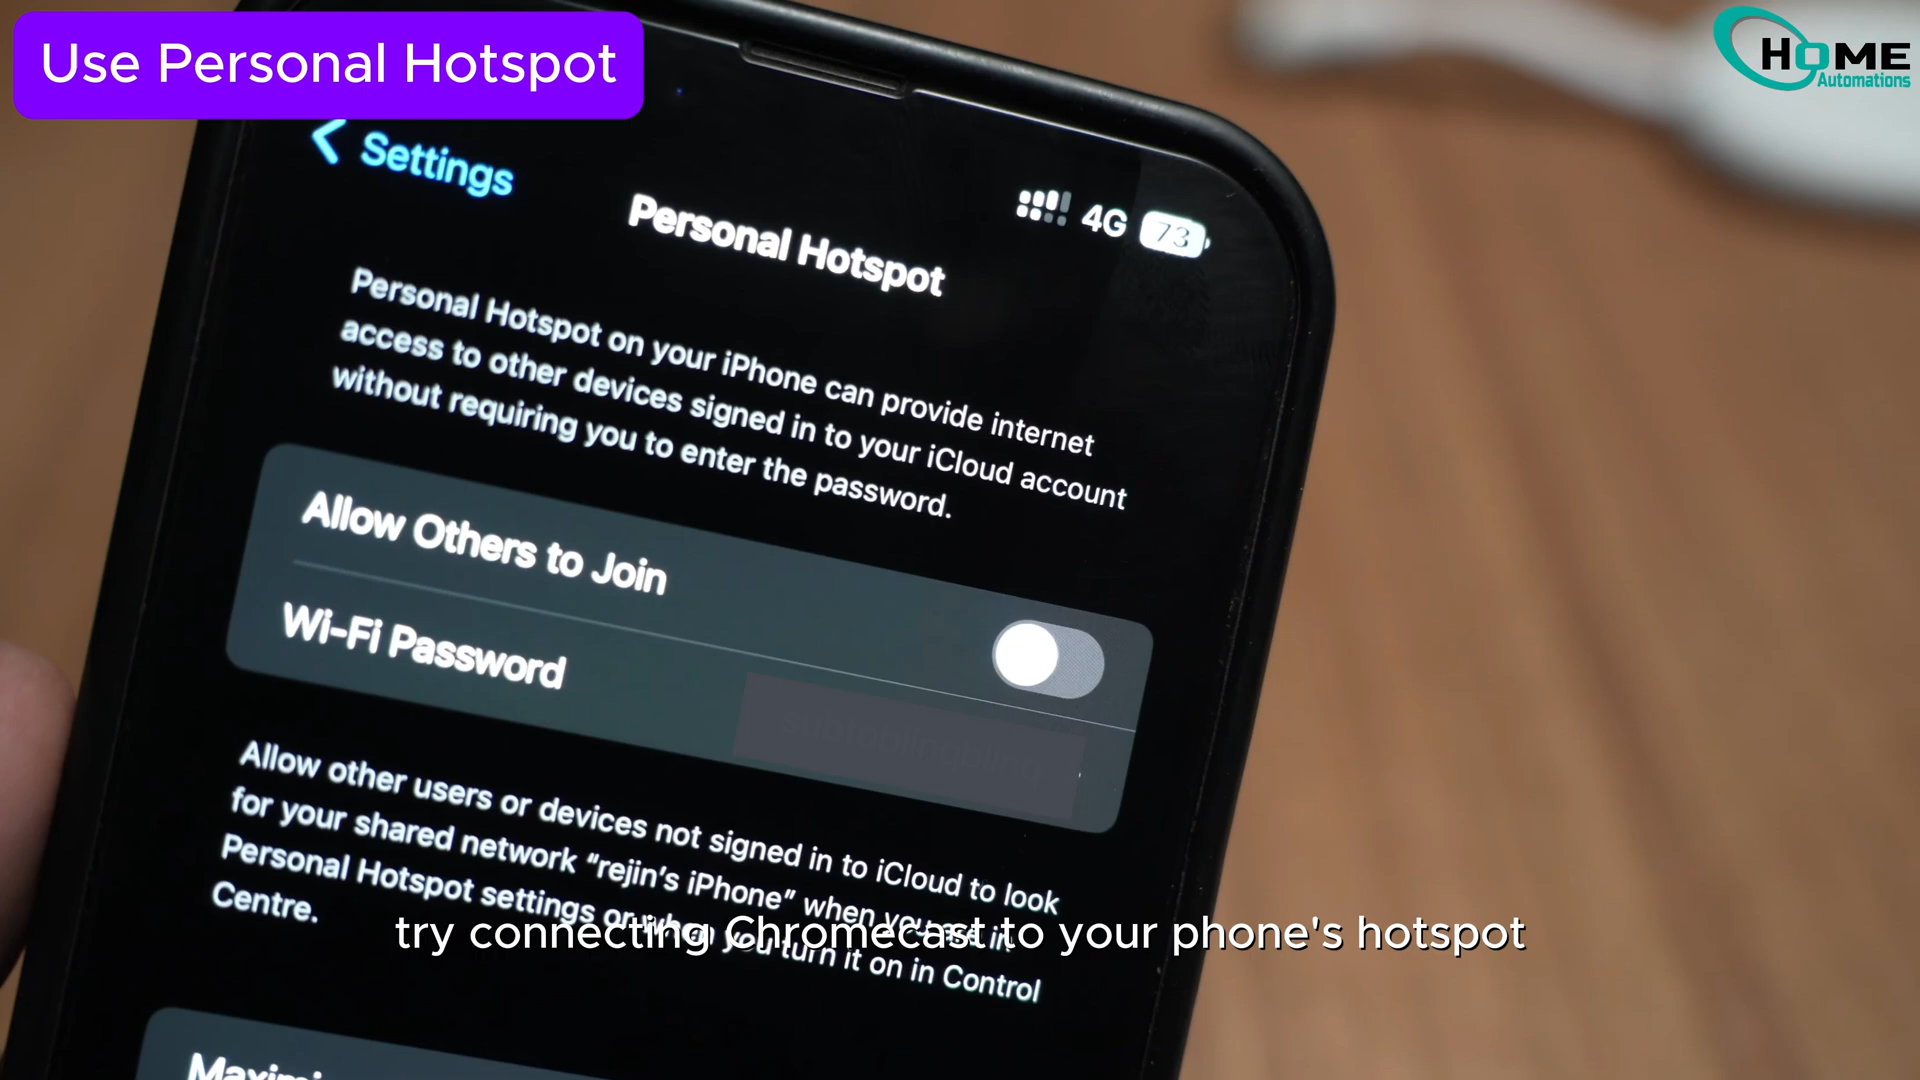 Use Personal Hotspot
HOME
Automations
Settings
4G 73
Personal Hotspot
Personal Hotspot on your iPhone can provide internet
access to other devices signed in to your iCloud account
without requiring you to enter the password.
Allow Others to Join
Wi-Fi Password
Allow other users or devices not signed in to iCloud to look
for your shared network “rejin’s iPhone” when you are in
Personal Hotspot settings or when you turn it on in Control
Centre.
try connecting Chromecast to your phone's hotspot